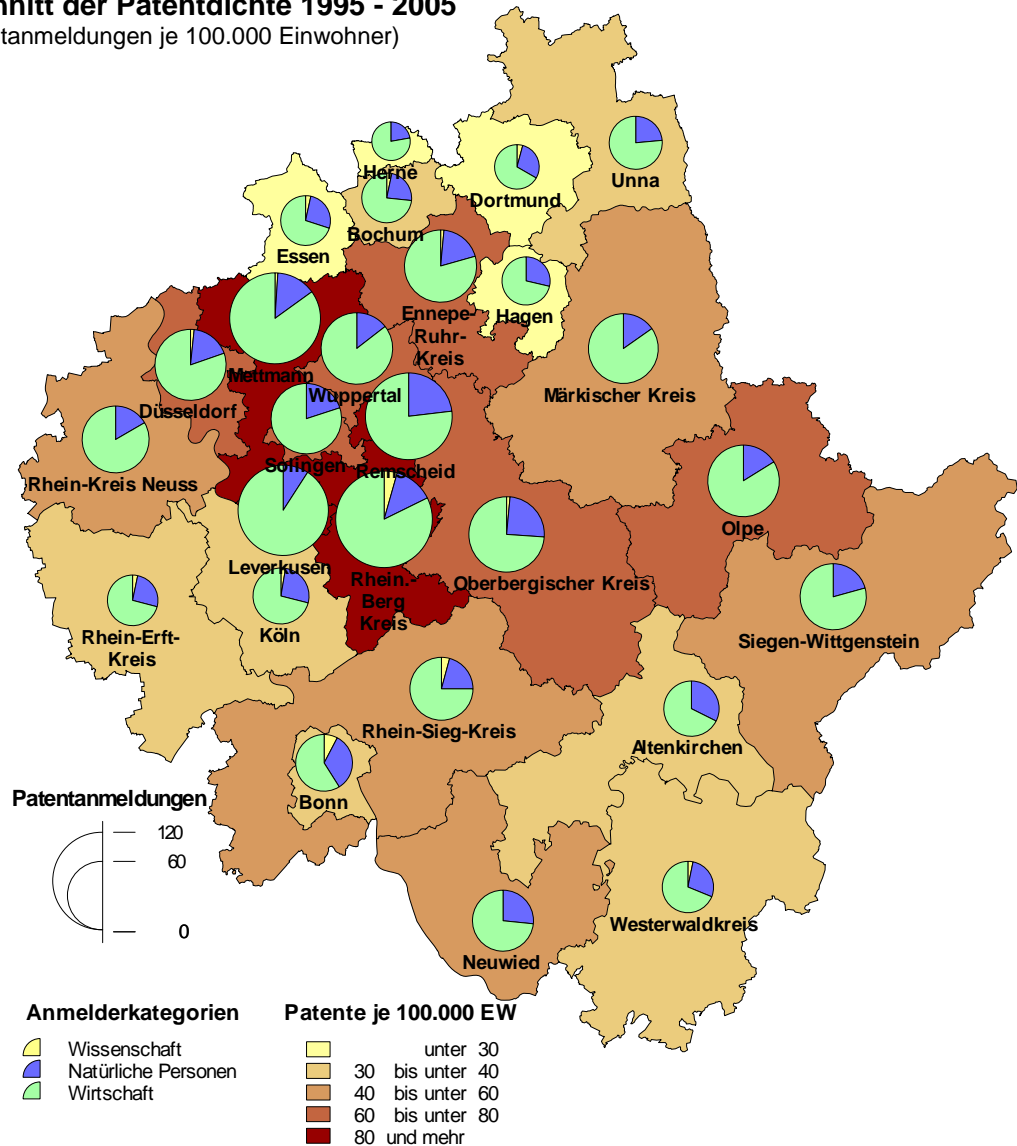 hnitt der Patentdichte 1995 - 2005
tanmeldungen je 100.000 Einwohner)
Herne
Unna
Dortmund
Bochum
Essen
Ennepe-
Ruhr-
Kreis
Hagen
Mettmann
Wuppertal
Märkischer Kreis
Düsseldorf
Solingen
Remscheid
Rhein-Kreis Neuss
Olpe
Leverkusen
Rhein.-
Berg
Kreis
Oberbergischer Kreis
Rhein-Erft-
Kreis
Köln
Siegen-Wittgenstein
Rhein-Sieg-Kreis
Altenkirchen
Bonn
Westerwaldkreis
Neuwied
Patentanmeldungen
120
60
0
Anmelderkategorien
Wissenschaft
Natürliche Personen
Wirtschaft
Patente je 100.000 EW
unter 30
30 bis unter 40
40 bis unter 60
60 bis unter 80
80 und mehr